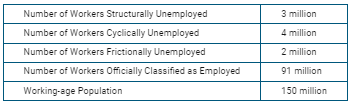 Number of Workers Structurally Unemployed 3 million
Number of Workers Cyclically Unemployed 4 million
Number of Workers Frictionally Unemployed 2 million
Number of Workers Officially Classified as Employed 91 million
Working-age Population 150 million